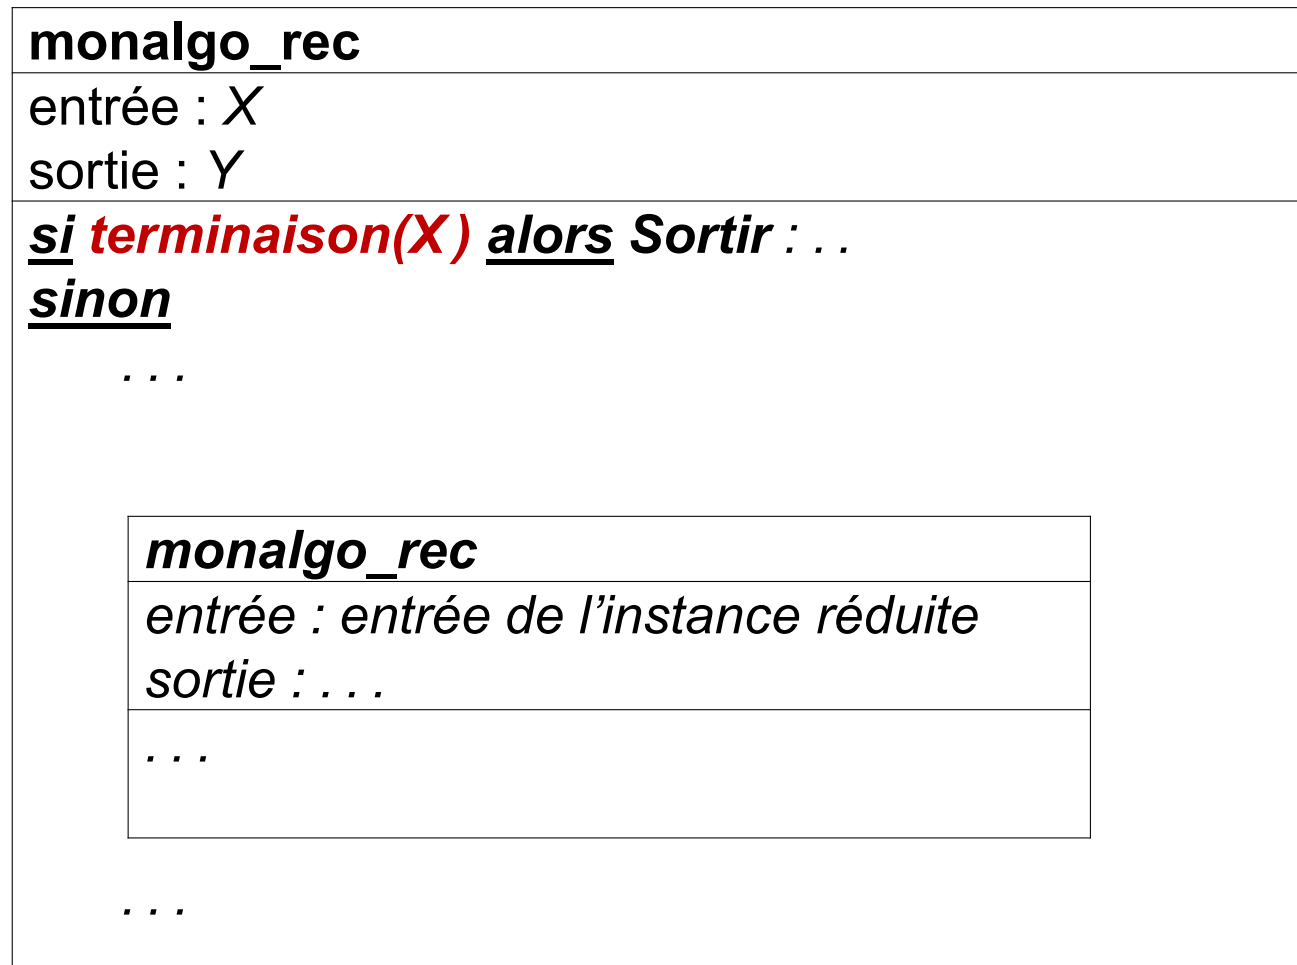 monalgo_rec
entrée : X
sortie : Y
si terminaison(X) alors Sortir : . .
sinon
. . .
monalgo_rec
entrée : entrée de l’instance réduite
sortie : . . .
. . .
. . .